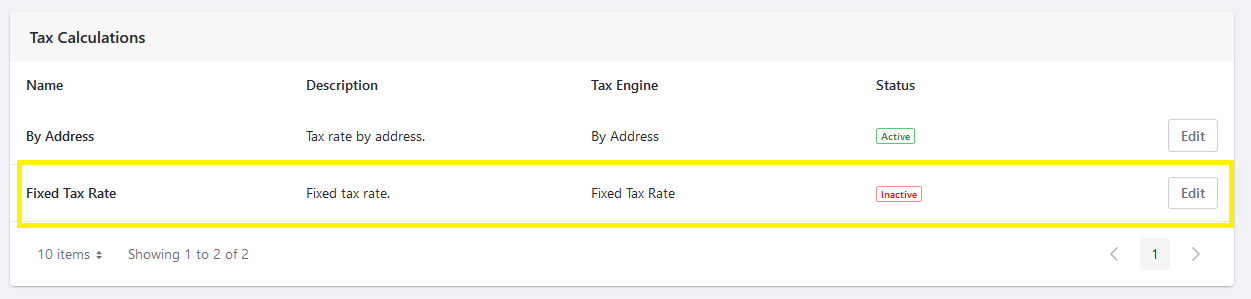 Tax Calculations
Name Description Tax Engine Status
By Address Tax rate by address. By Address Active Edit
Fixed Tax Rate Fixed tax rate. Fixed Tax Rate Inactive Edit
10 items Showing 1 to 2 of 2 1